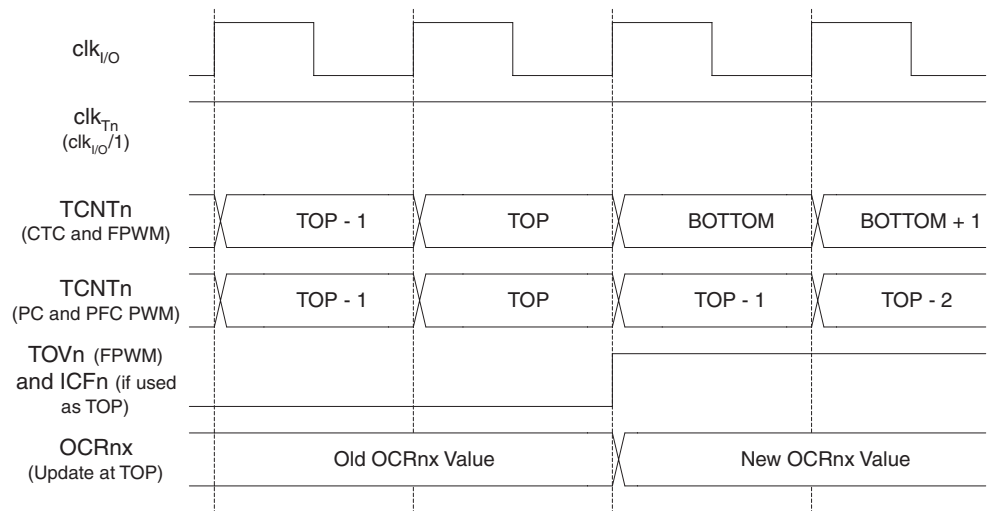 clkI/O
clkTn
(clkI/O/1)
TCNTn
(CTC and FPWM)
TOP - 1
TOP
BOTTOM
BOTTOM + 1
TCNTn
(PC and PFC PWM)
TOP - 1
TOP
TOP - 1
TOP - 2
TOVn (FPWM)
and ICFn (if used
as TOP)
OCRnx
(Update at TOP)
Old OCRnx Value
New OCRnx Value